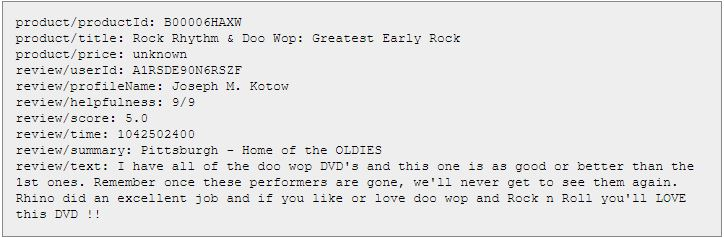 product/productId: B00006HAXW
product/title: Rock Rhythm & Doo Wop: Greatest Early Rock
product/price: unknown
review/userId: A1RSDE90N6RSZF
review/profileName: Joseph M. Kotow
review/helpfulness: 9/9
review/score: 5.0
review/time: 1042502400
review/summary: Pittsburgh - Home of the OLDIES
review/text: I have all of the doo wop DVD's and this one is as good or better than the
1st ones. Remember once these performers are gone, we'll never get to see them again.
Rhino did an excellent job and if you like or love doo wop and Rock n Roll you'll LOVE
this DVD !!